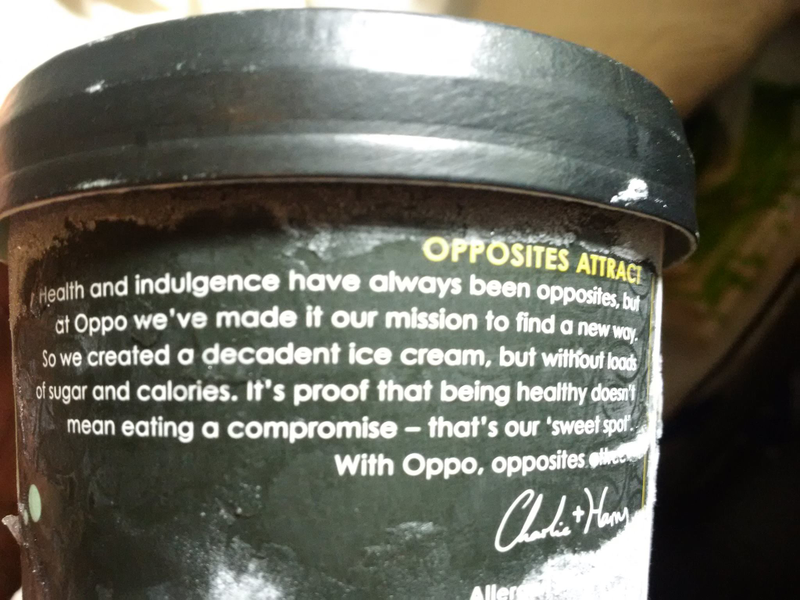 OPPOSITES ATTRACT
Health and indulgence have always been opposites, but
at Oppo we've made it our mission to find a new way.
So we created a decadent ice cream, but without loads
of sugar and calories. It's proof that being healthy doesn't
mean eating a compromise – that's our 'sweet spot'.
With Oppo, opposites
Charlie + Harry